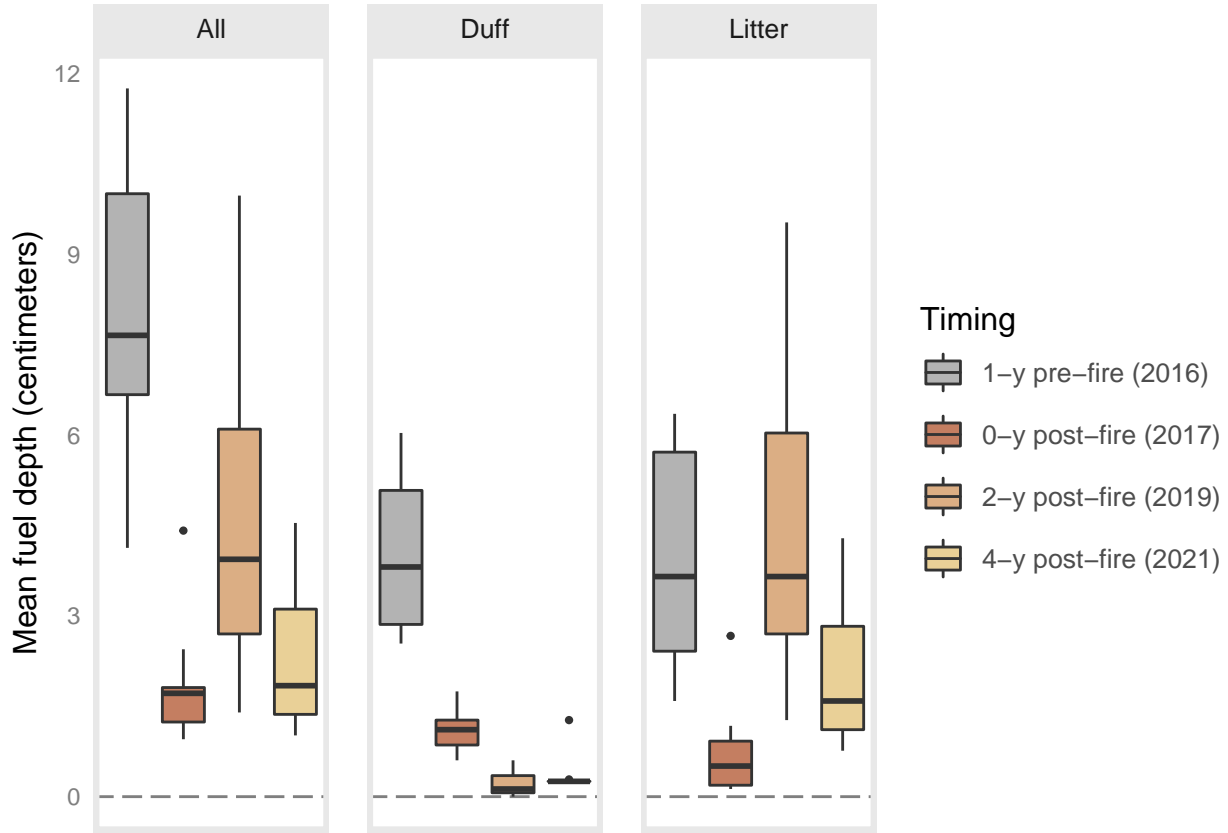 All
Duff
Litter
12
9
6
3
0
Mean fuel depth (centimeters)
Timing
1−y pre−fire (2016)
0−y post−fire (2017)
2−y post−fire (2019)
4−y post−fire (2021)